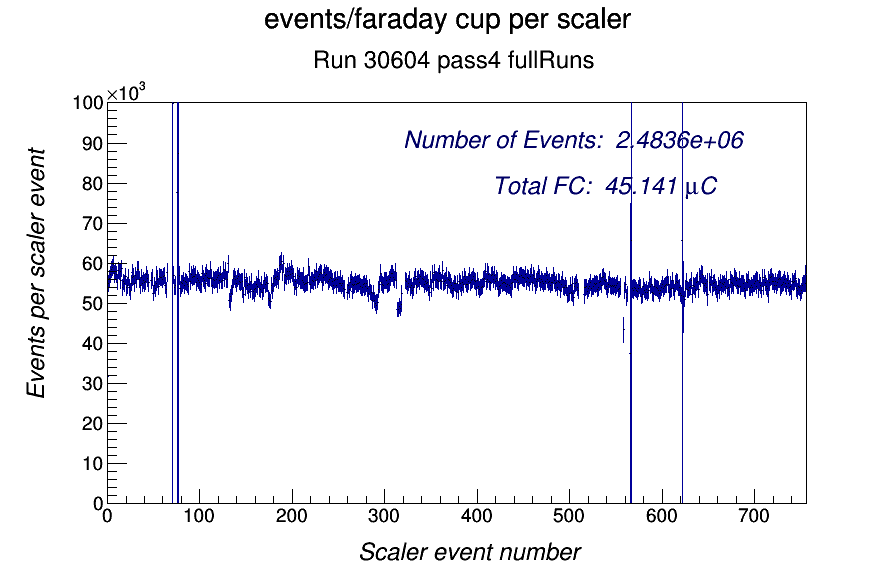 events/faraday cup per scaler
Run 30604 pass4 fullRuns
×10³
100
90
80
70
60
50
40
30
20
10
0
Events per scaler event
Number of Events: 2.4836e+06
Total FC: 45.141 μC
0 100 200 300 400 500 600 700
Scaler event number